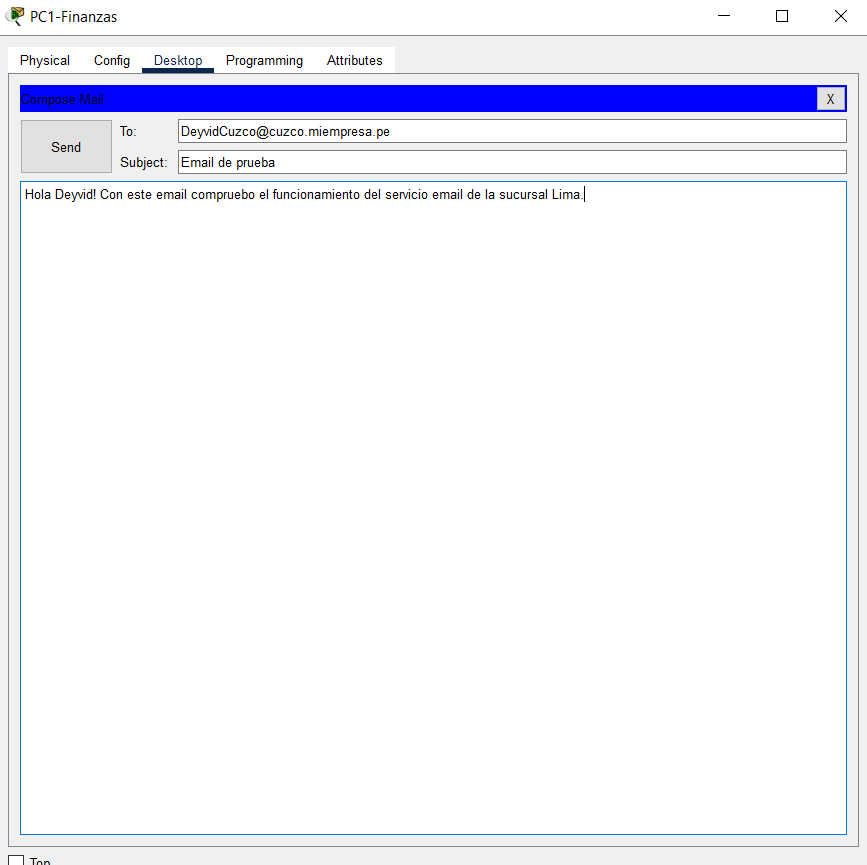 PC1-Finanzas
Physical Config Desktop Programming Attributes
Compose Mail
X
Send
To:
DeyvidCuzco@cuzco.miempresa.pe
Subject:
Email de prueba
Hola Deyvid! Con este email compruebo el funcionamiento del servicio email de la sucursal Lima.
Top